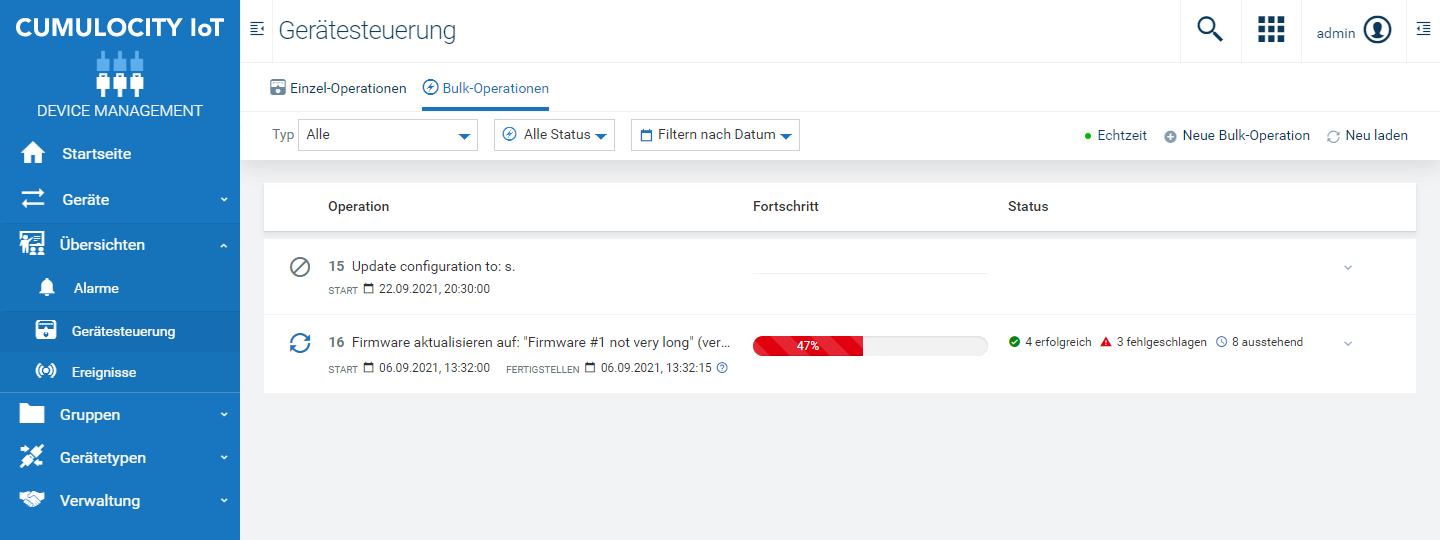 CUMULOCITY IoT
DEVICE MANAGEMENT
Startseite
Geräte
Übersichten
Alarme
Gerätesteuerung
Ereignisse
Gruppen
Gerätetypen
Verwaltung
Gerätesteuerung
admin
Einzel-Operationen
Bulk-Operationen
Typ Alle Alle Status Filtern nach Datum Echtzeit Neue Bulk-Operation Neu laden
Operation Fortschritt Status
15 Update configuration to: s.
START 22.09.2021, 20:30:00
16 Firmware aktualisieren auf: "Firmware #1 not very long" (ver... 47% 4 erfolgreich 3 fehlgeschlagen 8 ausstehend
START 06.09.2021, 13:32:00 FERTIGSTELLEN 06.09.2021, 13:32:15